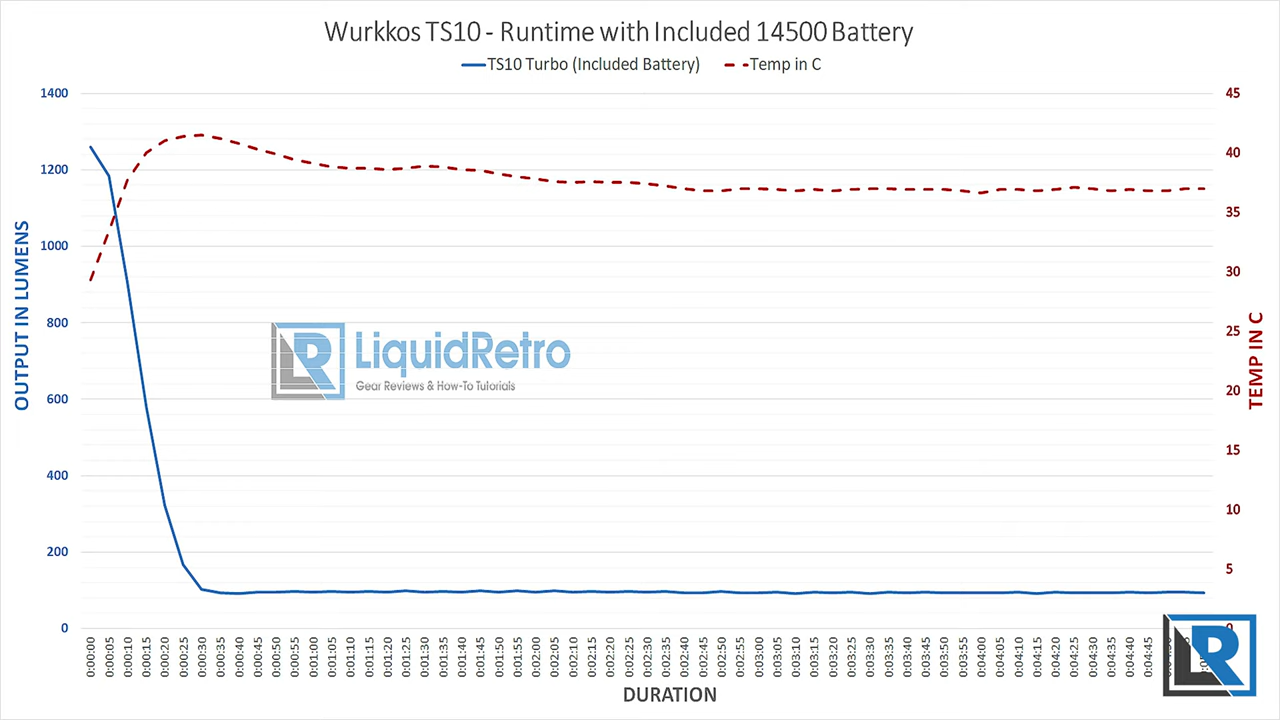 Wurkkos TS10 - Runtime with Included 14500 Battery
TS10 Turbo (Included Battery) Temp in C
1400 45
1200 40
1000 35
800 30
600 25
400 20
200 15
0 10
5
0
OUTPUT IN LUMENS
TEMP IN C
LR LiquidRetro
Gear Reviews & How-To Tutorials
0:00:00 0:00:05 0:00:10 0:00:15 0:00:20 0:00:25 0:00:30 0:00:35 0:00:40 0:00:45 0:00:50 0:00:55 0:01:00 0:01:05 0:01:10 0:01:15 0:01:20 0:01:25 0:01:30 0:01:35 0:01:40 0:01:45 0:01:50 0:01:55 0:02:00 0:02:05 0:02:10 0:02:15 0:02:20 0:02:25 0:02:30 0:02:35 0:02:40 0:02:45 0:02:50 0:02:55 0:03:00 0:03:05 0:03:10 0:03:15 0:03:20 0:03:25 0:03:30 0:03:35 0:03:40 0:03:45 0:03:50 0:03:55 0:04:00 0:04:05 0:04:10 0:04:15 0:04:20 0:04:25 0:04:30 0:04:35 0:04:40 0:04:45
DURATION
LR